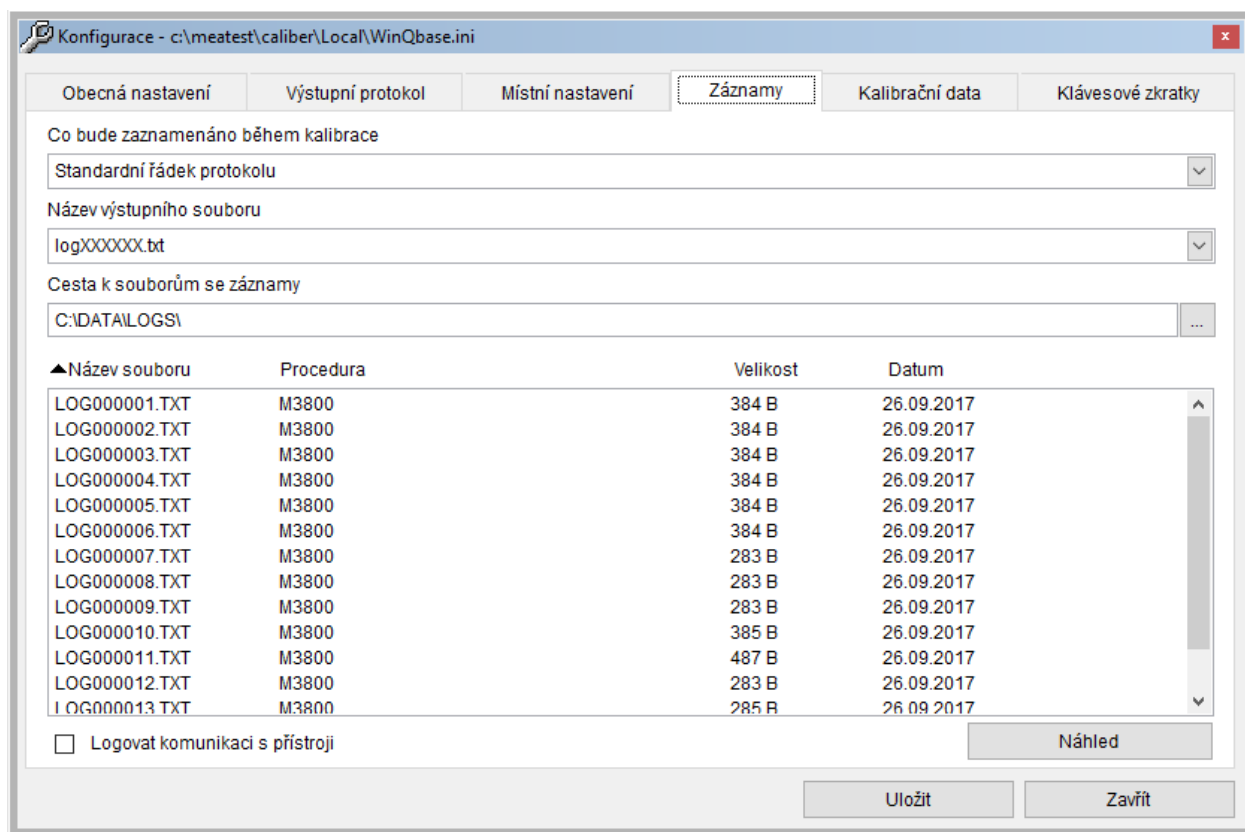 Konfigurace - c:\meatest\caliber\Local\WinQbase.ini
Obecná nastavení Výstupní protokol Místní nastavení Záznamy Kalibrační data Klávesové zkratky
Co bude zaznamenáno během kalibrace
Standardní řádek protokolu
Název výstupního souboru
logXXXXXX.txt
Cesta k souborům se záznamy
C:\DATA\LOGS\ ...
Název souboru Procedura Velikost Datum
LOG000001.TXT M3800 384 B 26.09.2017
LOG000002.TXT M3800 384 B 26.09.2017
LOG000003.TXT M3800 384 B 26.09.2017
LOG000004.TXT M3800 384 B 26.09.2017
LOG000005.TXT M3800 384 B 26.09.2017
LOG000006.TXT M3800 384 B 26.09.2017
LOG000007.TXT M3800 283 B 26.09.2017
LOG000008.TXT M3800 283 B 26.09.2017
LOG000009.TXT M3800 283 B 26.09.2017
LOG000010.TXT M3800 385 B 26.09.2017
LOG000011.TXT M3800 487 B 26.09.2017
LOG000012.TXT M3800 283 B 26.09.2017
LOG000013.TXT M3800 285 B 26.09.2017
Logovat komunikaci s přístroji Náhled
Uložit Zavřít